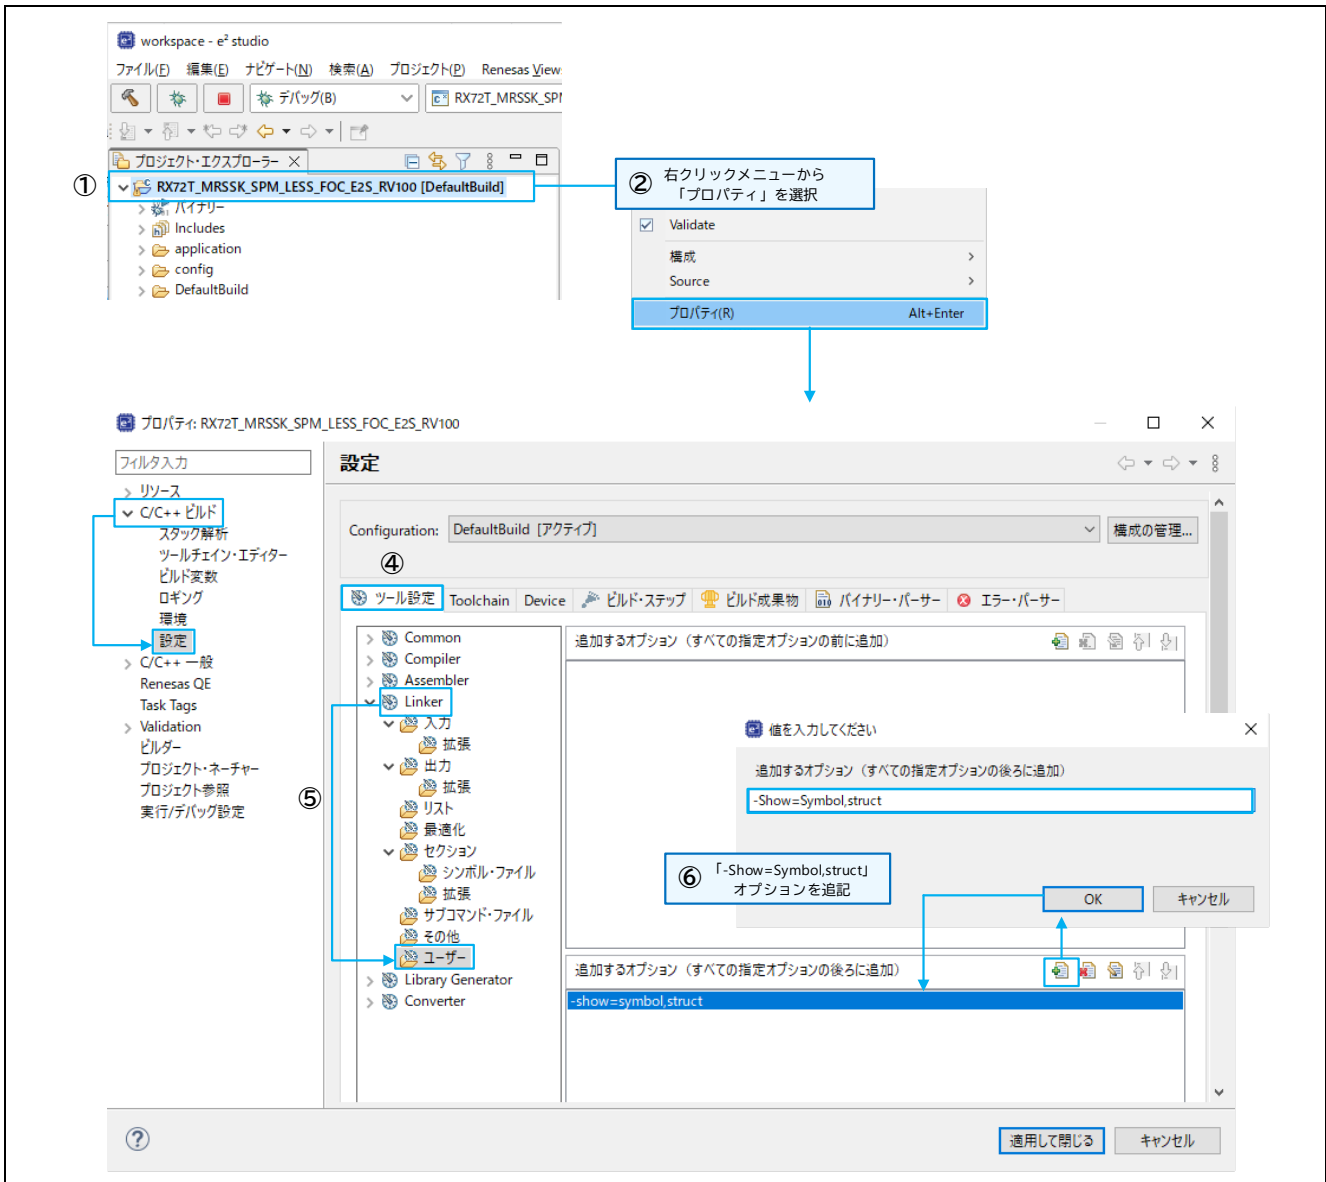 workspace - e² studio
ファイル(F) 編集(E) ナビゲート(N) 検索(A) プロジェクト(P) Renesas View
デバッグ(B) RX72T_MRSSK_SP
プロジェクト・エクスプローラー
① RX72T_MRSSK_SPM_LESS_FOC_E2S_RV100 [DefaultBuild]
バイナリー
Includes
application
config
DefaultBuild
② 右クリックメニューから
「プロパティ」を選択
Validate
構成
Source
プロパティ(R) Alt+Enter
プロパティ: RX72T_MRSSK_SPM_LESS_FOC_E2S_RV100
フィルタ入力
リソース
C/C++ ビルド
スタック解析
ツールチェイン・エディター
ビルド変数
ロギング
環境
設定
C/C++ 一般
Renesas QE
Task Tags
Validation
ビルダー
プロジェクト・ネーチャー
プロジェクト参照
実行/デバッグ設定
設定
Configuration: DefaultBuild [アクティブ] 構成の管理...
④
ツール設定 Toolchain Device ビルド・ステップ ビルド成果物 バイナリー・パーサー エラー・パーサー
Common
Compiler
Assembler
Linker
入力
拡張
出力
拡張
⑤
リスト
最適化
セクション
シンボル・ファイル
拡張
サブコマンド・ファイル
その他
ユーザー
Library Generator
Converter
追加するオプション (すべての指定オプションの前に追加)
値を入力してください
追加するオプション (すべての指定オプションの後ろに追加)
-Show=Symbol,struct
⑥ 「-Show=Symbol,struct」
オプションを追記
OK キャンセル
追加するオプション (すべての指定オプションの後ろに追加)
-show=symbol,struct
適用して閉じる キャンセル